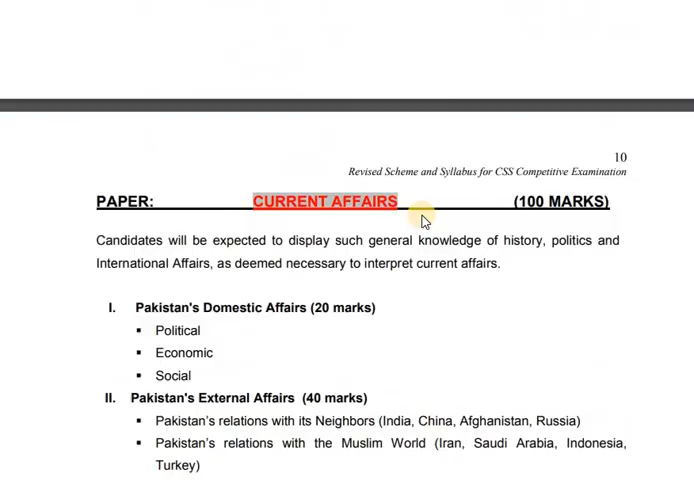 10
Revised Scheme and Syllabus for CSS Competitive Examination
PAPER: CURRENT AFFAIRS (100 MARKS)
Candidates will be expected to display such general knowledge of history, politics and
International Affairs, as deemed necessary to interpret current affairs.
I. Pakistan's Domestic Affairs (20 marks)
▪ Political
▪ Economic
▪ Social
II. Pakistan's External Affairs (40 marks)
▪ Pakistan's relations with its Neighbors (India, China, Afghanistan, Russia)
▪ Pakistan's relations with the Muslim World (Iran, Saudi Arabia, Indonesia,
Turkey)